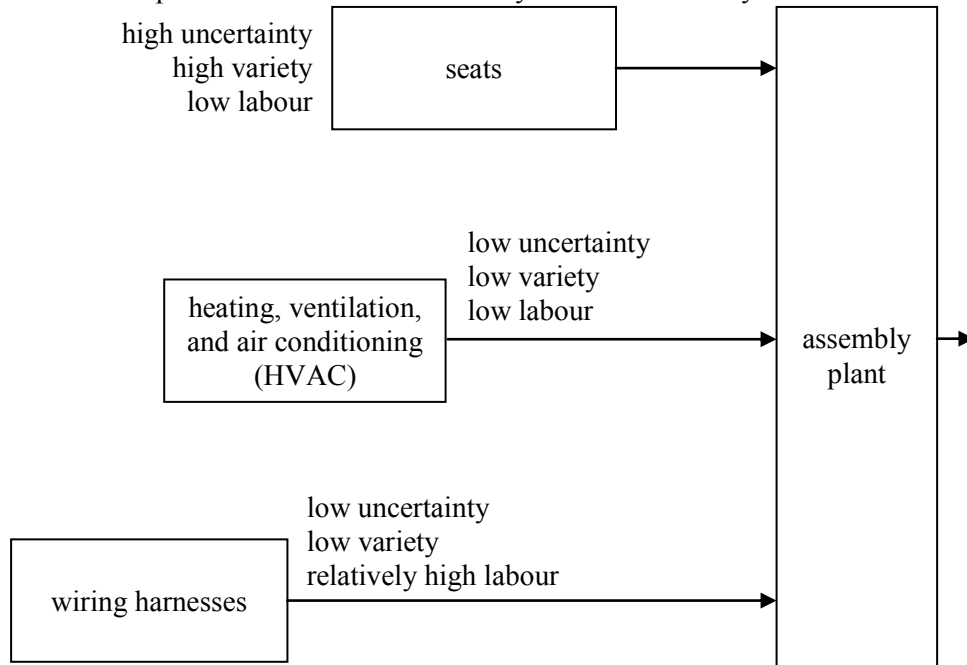 high uncertainty
high variety
low labour
seats
low uncertainty
low variety
low labour
heating, ventilation,
and air conditioning
(HVAC)
assembly
plant
low uncertainty
low variety
relatively high labour
wiring harnesses